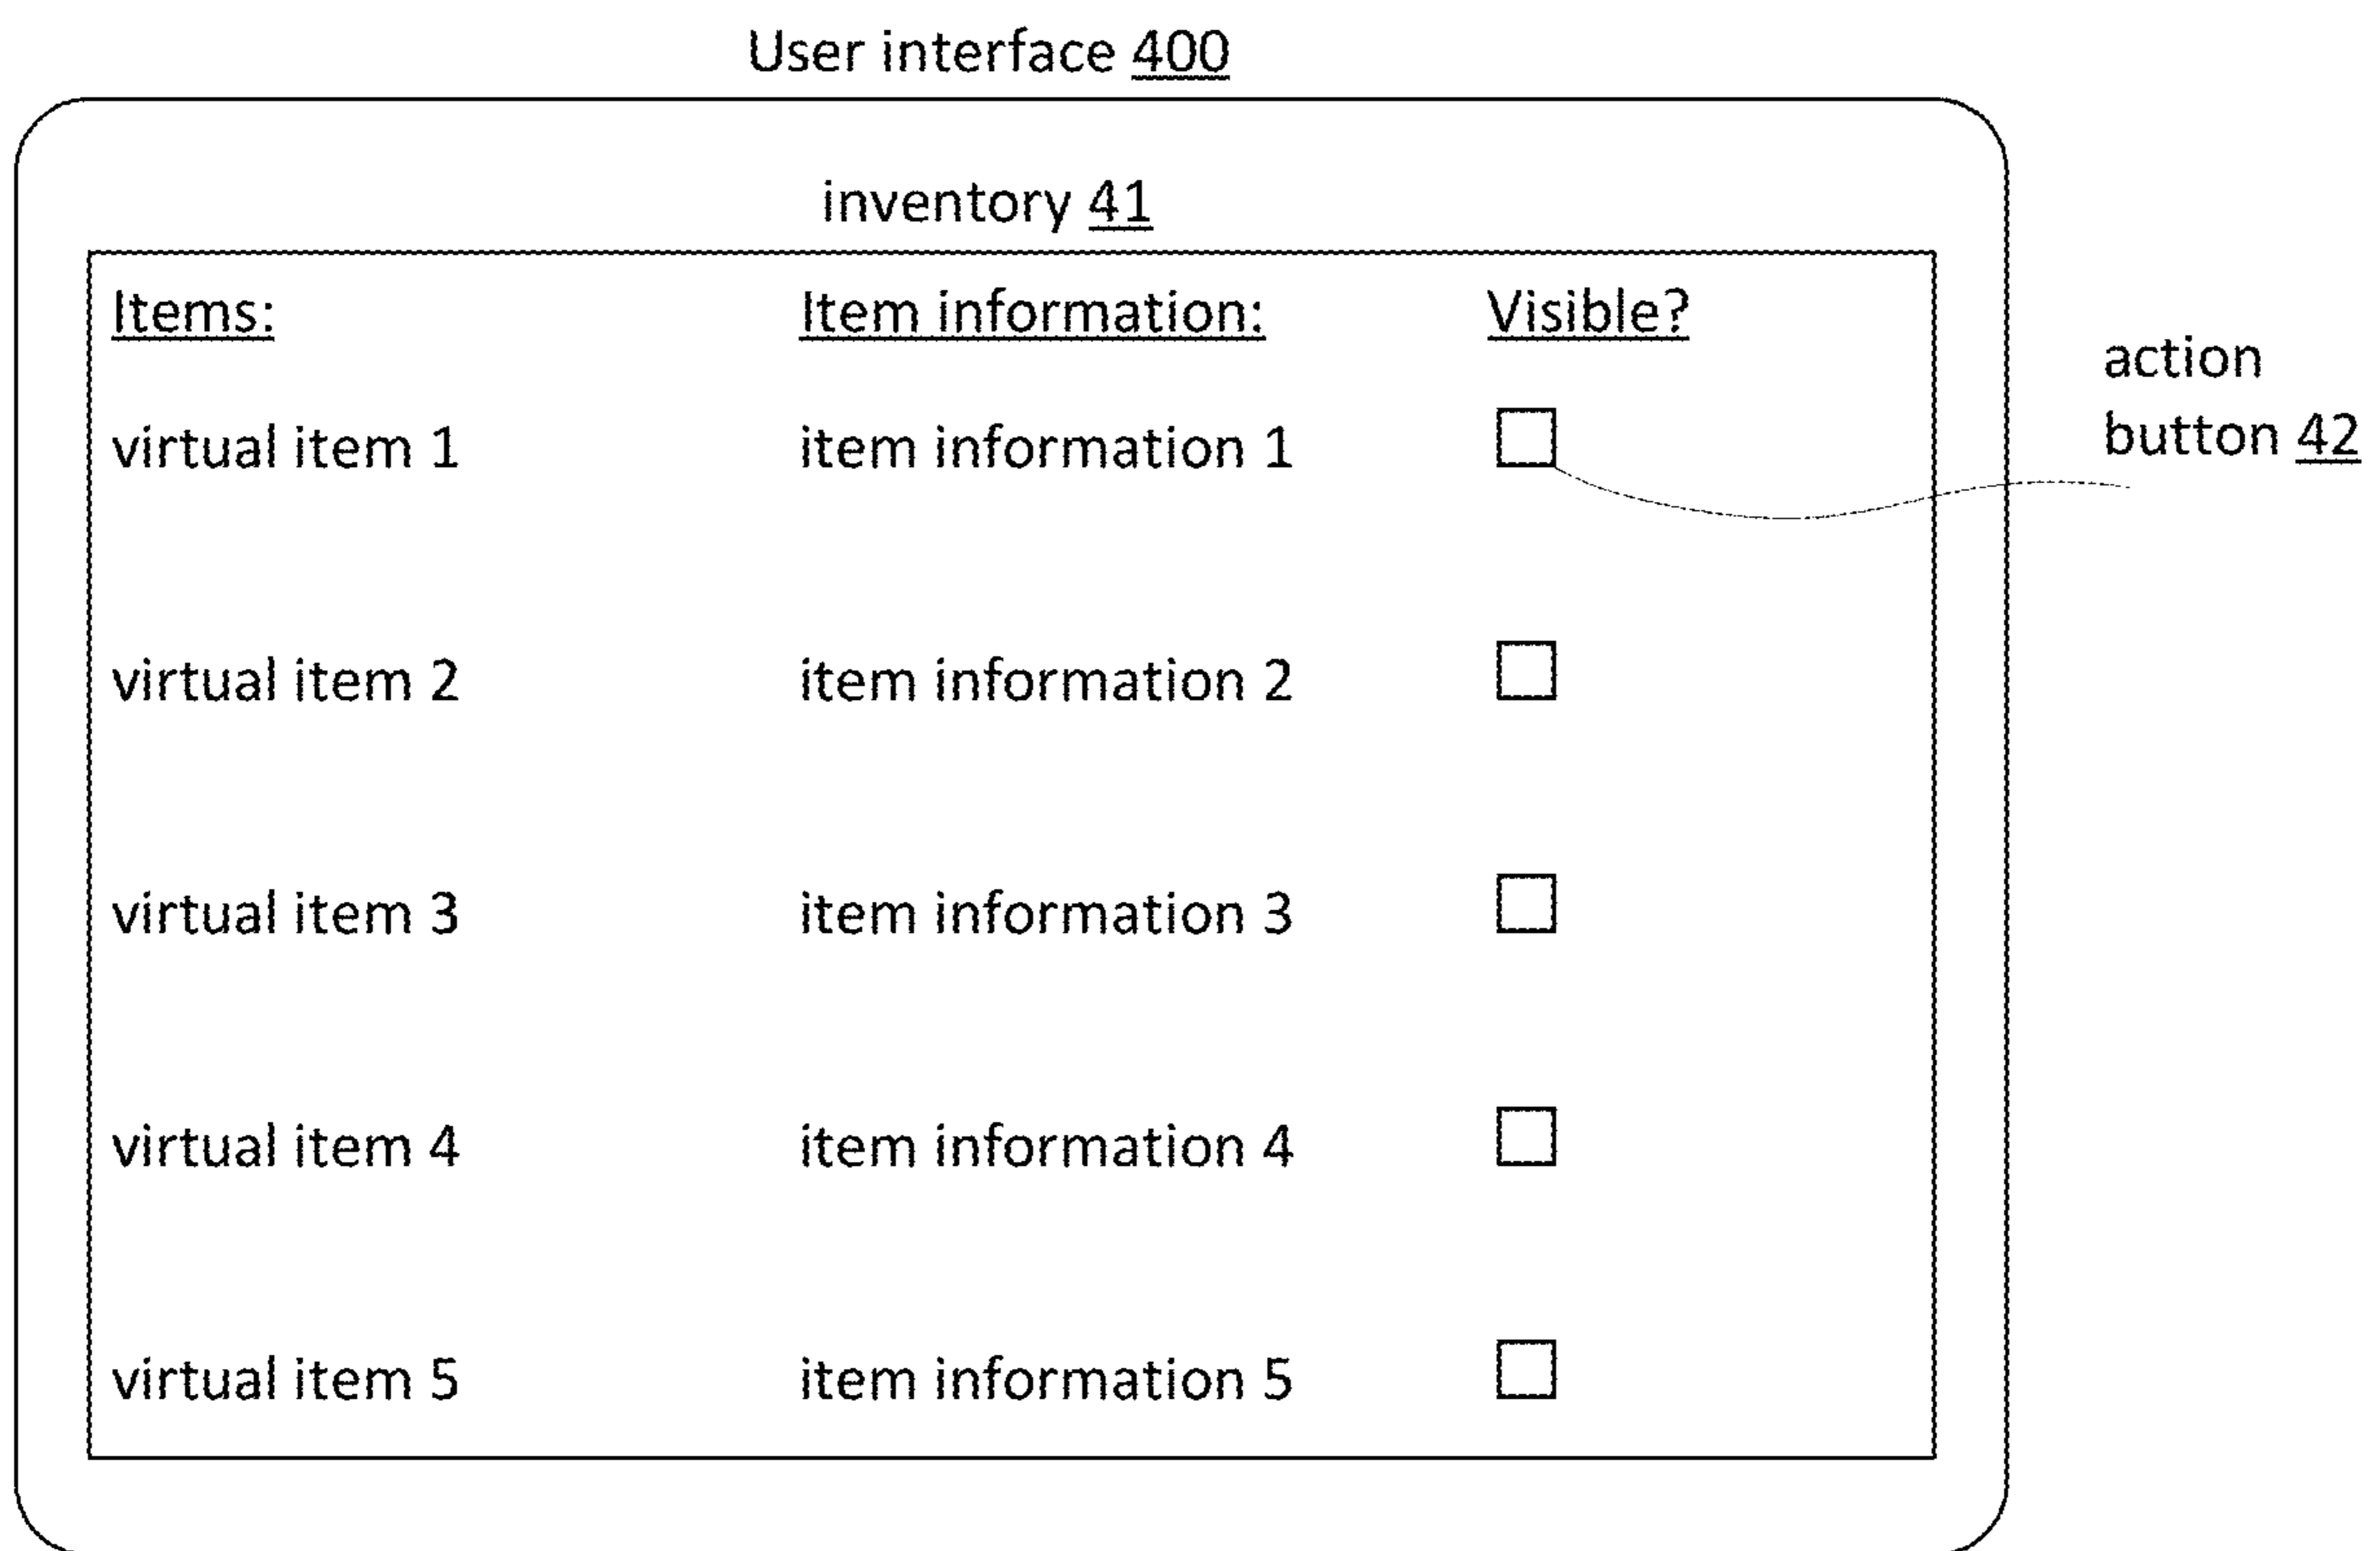 User interface 400
inventory 41
Items: Item information: Visible?
action
button 42
virtual item 1 item information 1
virtual item 2 item information 2
virtual item 3 item information 3
virtual item 4 item information 4
virtual item 5 item information 5